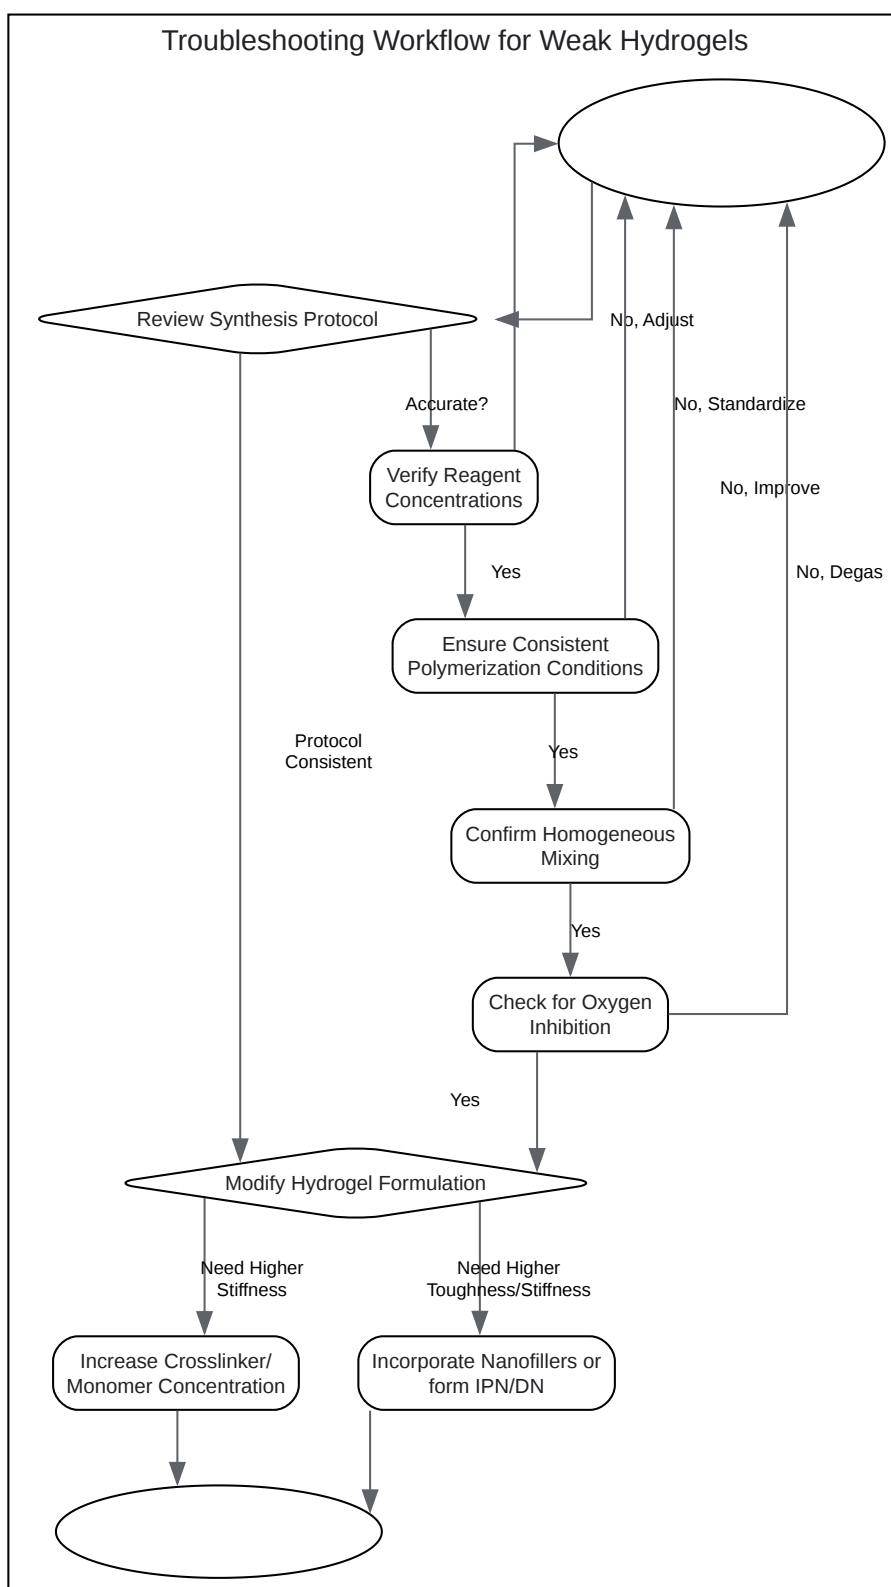 Troubleshooting Workflow for Weak Hydrogels
Review Synthesis Protocol
No, Adjust
Accurate?
No, Standardize
Verify Reagent
Concentrations
No, Improve
Yes
No, Degas
Ensure Consistent
Polymerization Conditions
Protocol
Consistent
Yes
Confirm Homogeneous
Mixing
Yes
Check for Oxygen
Inhibition
Yes
Modify Hydrogel Formulation
Need Higher
Stiffness
Need Higher
Toughness/Stiffness
Increase Crosslinker/
Monomer Concentration
Incorporate Nanofillers or
form IPN/DN